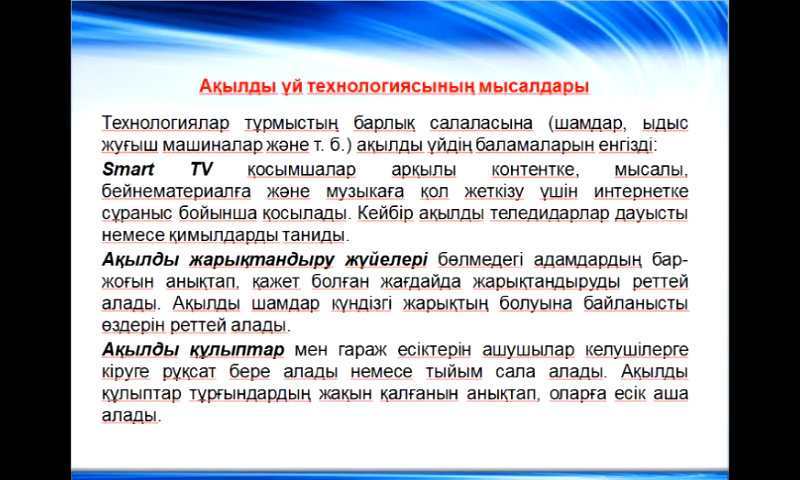 Ақылды үй технологиясының мысалдары
Технологиялар тұрмыстың барлық салаласына (шамдар, ыдыс
жуғыш машиналар және т. б.) ақылды үйдің баламаларын енгізді:
Smart TV қосымшалар арқылы контентке, мысалы,
бейнематериалға және музыкаға қол жеткізу үшін интернетке
сұраныс бойынша қосылады. Кейбір ақылды теледидарлар дауысты
немесе қимылдарды таниды.
Ақылды жарықтандыру жүйелері бөлмедегі адамдардың бар-
жоғын анықтап, қажет болған жағдайда жарықтандыруды реттей
алады. Ақылды шамдар күндізгі жарықтың болуына байланысты
өздерін реттей алады.
Ақылды құлыптар мен гараж есіктерін ашушылар келушілерге
кіруге рұқсат бере алады немесе тыйым сала алады. Ақылды
құлыптар тұрғындардың жақын қалғанын анықтап, оларға есік аша
алады.